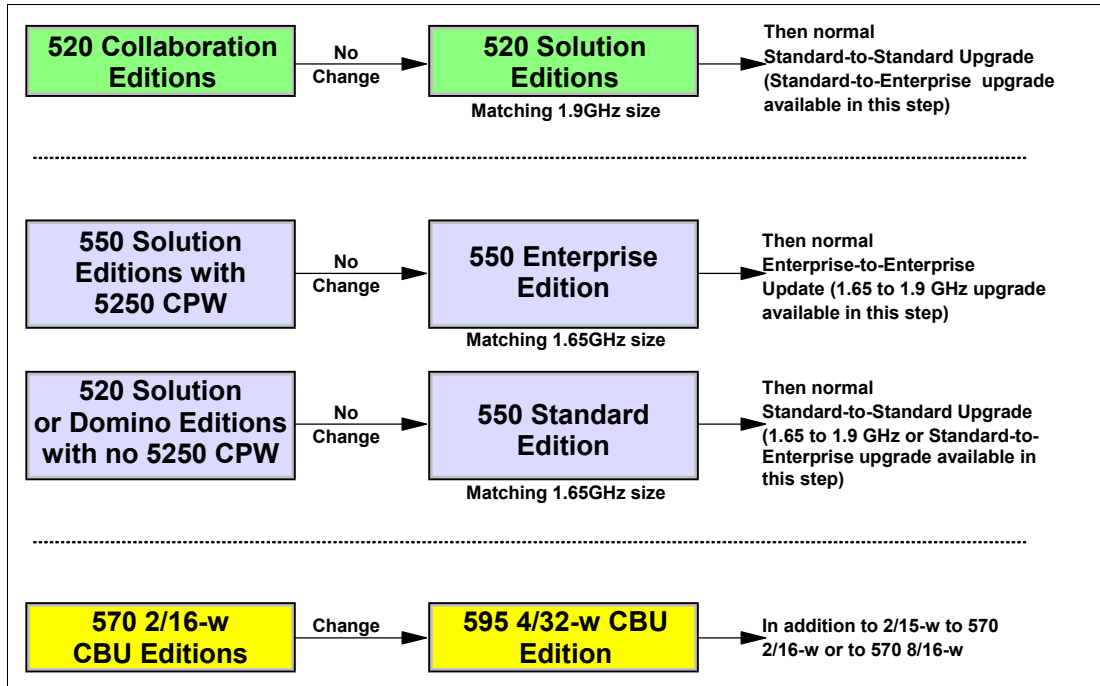 520 Collaboration
Editions
No
Change
520 Solution
Editions
Matching 1.9GHz size
Then normal
Standard-to-Standard Upgrade
(Standard-to-Enterprise upgrade
available in this step)
550 Solution
Editions with
5250 CPW
No
Change
550 Enterprise
Edition
Matching 1.65GHz size
Then normal
Enterprise-to-Enterprise
Update (1.65 to 1.9 GHz upgrade
available in this step)
520 Solution
or Domino Editions
with no 5250 CPW
No
Change
550 Standard
Edition
Matching 1.65GHz size
Then normal
Standard-to-Standard Upgrade
(1.65 to 1.9 GHz or Standard-to-
Enterprise upgrade available in
this step)
570 2/16-w
CBU Editions
Change
595 4/32-w CBU
Edition
In addition to 2/15-w to 570
2/16-w or to 570 8/16-w